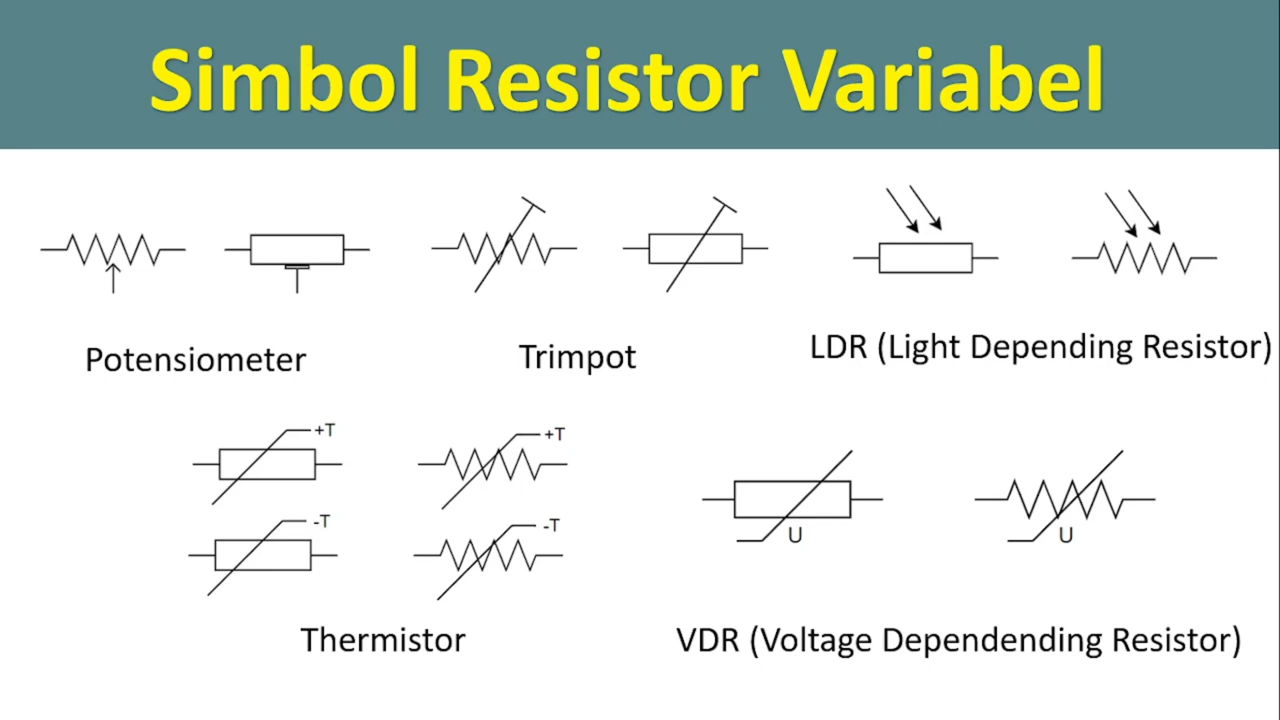 Simbol Resistor Variabel
Potensiometer
Trimpot
LDR (Light Depending Resistor)
+T
+T
-T
-T
U
U
Thermistor
VDR (Voltage Dependending Resistor)